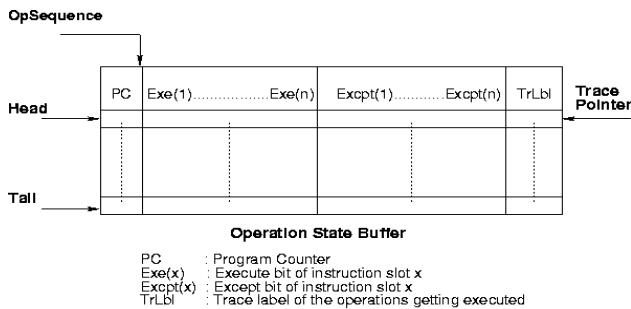 OpSequence
PC Exe(1).................Exe(n) Excpt(1)...........Excpt(n) TrLbl
Trace
Pointer
Head
Tail
Operation State Buffer
PC : Program Counter
Exe(x) : Execute bit of instruction slot x
Excpt(x) : Except bit of instruction slot x
TrLbl : Trace label of the operations getting executed